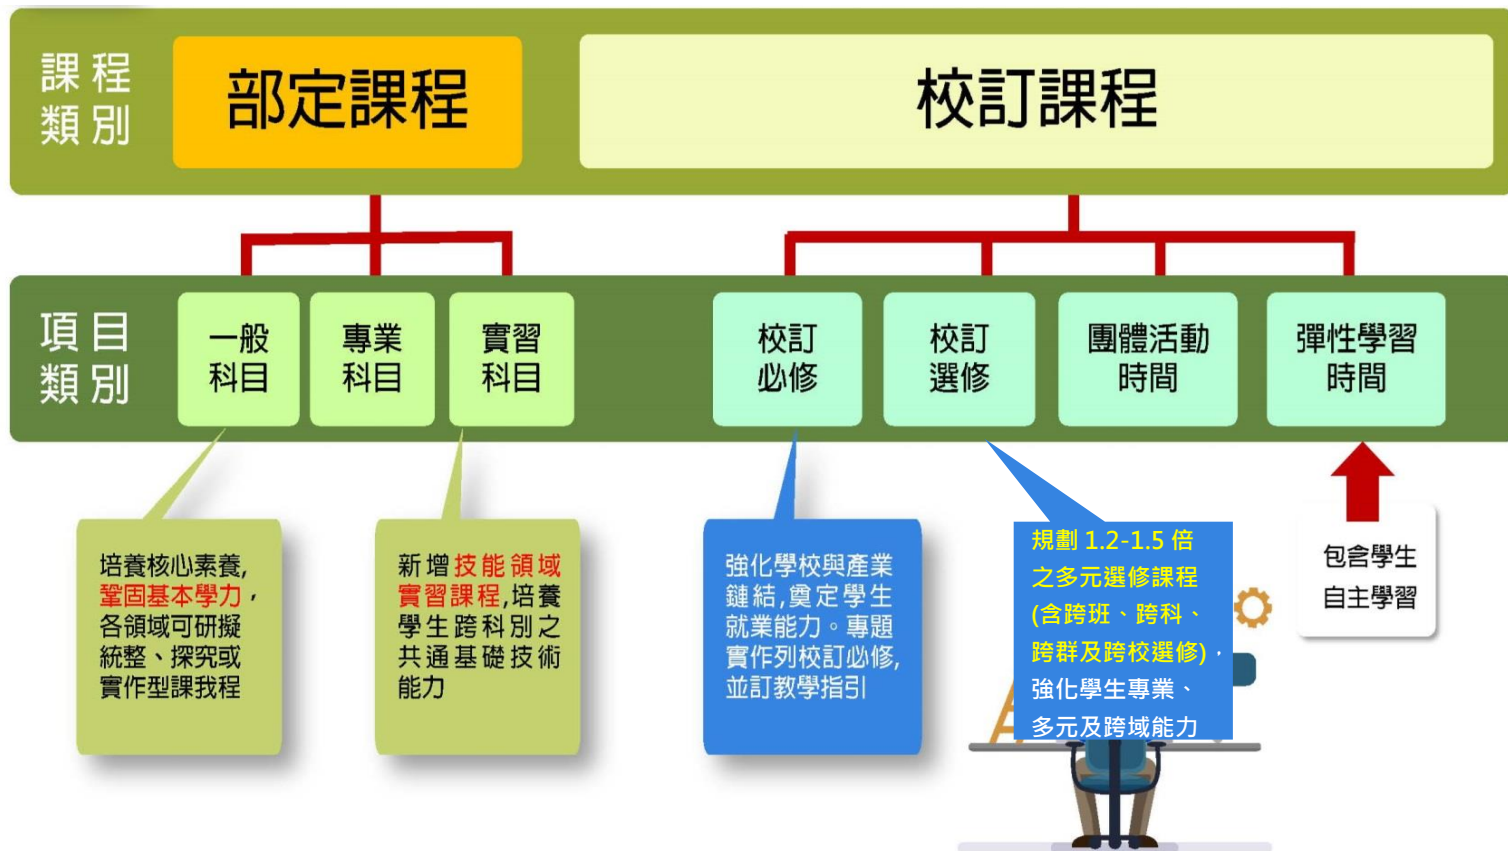 課程
類別
部定課程
校訂課程
項目
類別
一般
科目
專業
科目
實習
科目
校訂
必修
校訂
選修
團體活動
時間
彈性學習
時間
培養核心素養,
鞏固基本學力，
各領域可研擬
統整、探究或
實作型課我程
新增技能領域
實習課程,培養
學生跨科別之
共通基礎技術
能力
強化學校與產業
鏈結,奠定學生
就業能力。專題
實作列校訂必修,
並訂教學指引
規劃 1.2-1.5 倍
之多元選修課程
(含跨班、跨科、
跨群及跨校選修)，
強化學生專業、
多元及跨域能力
包含學生
自主學習